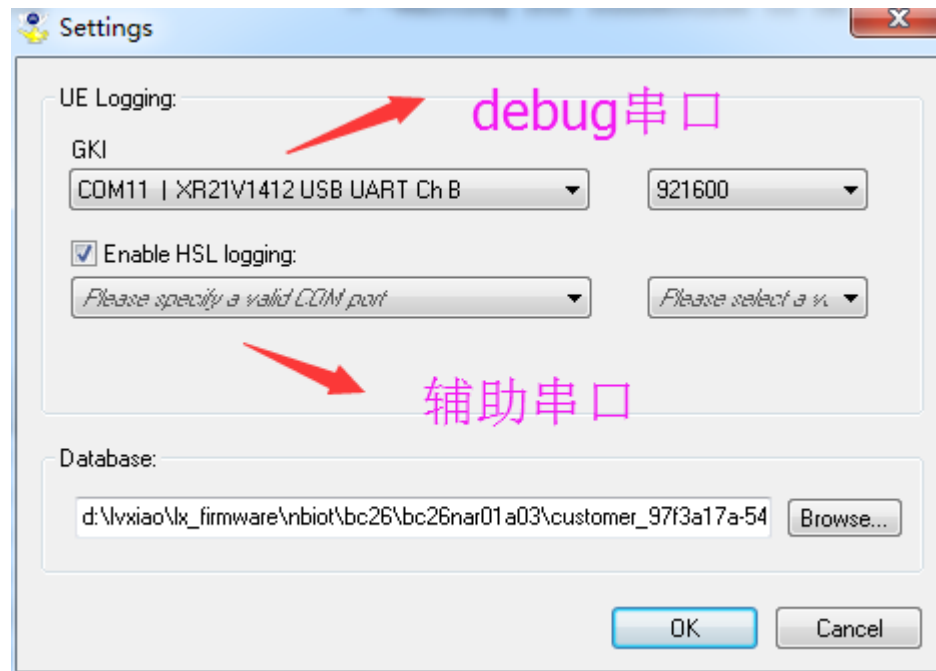 Settings
UE Logging:
debug串口
GKI
COM11 | XR21V1412 USB UART Ch B
921600
Enable HSL logging:
Please specify a valid COM port
Please select a v
辅助串口
Database:
d:\lvxiao\lx_firmware\nbiot\bc26\bc26nar01a03\customer_97f3a17a-54
Browse...
OK
Cancel